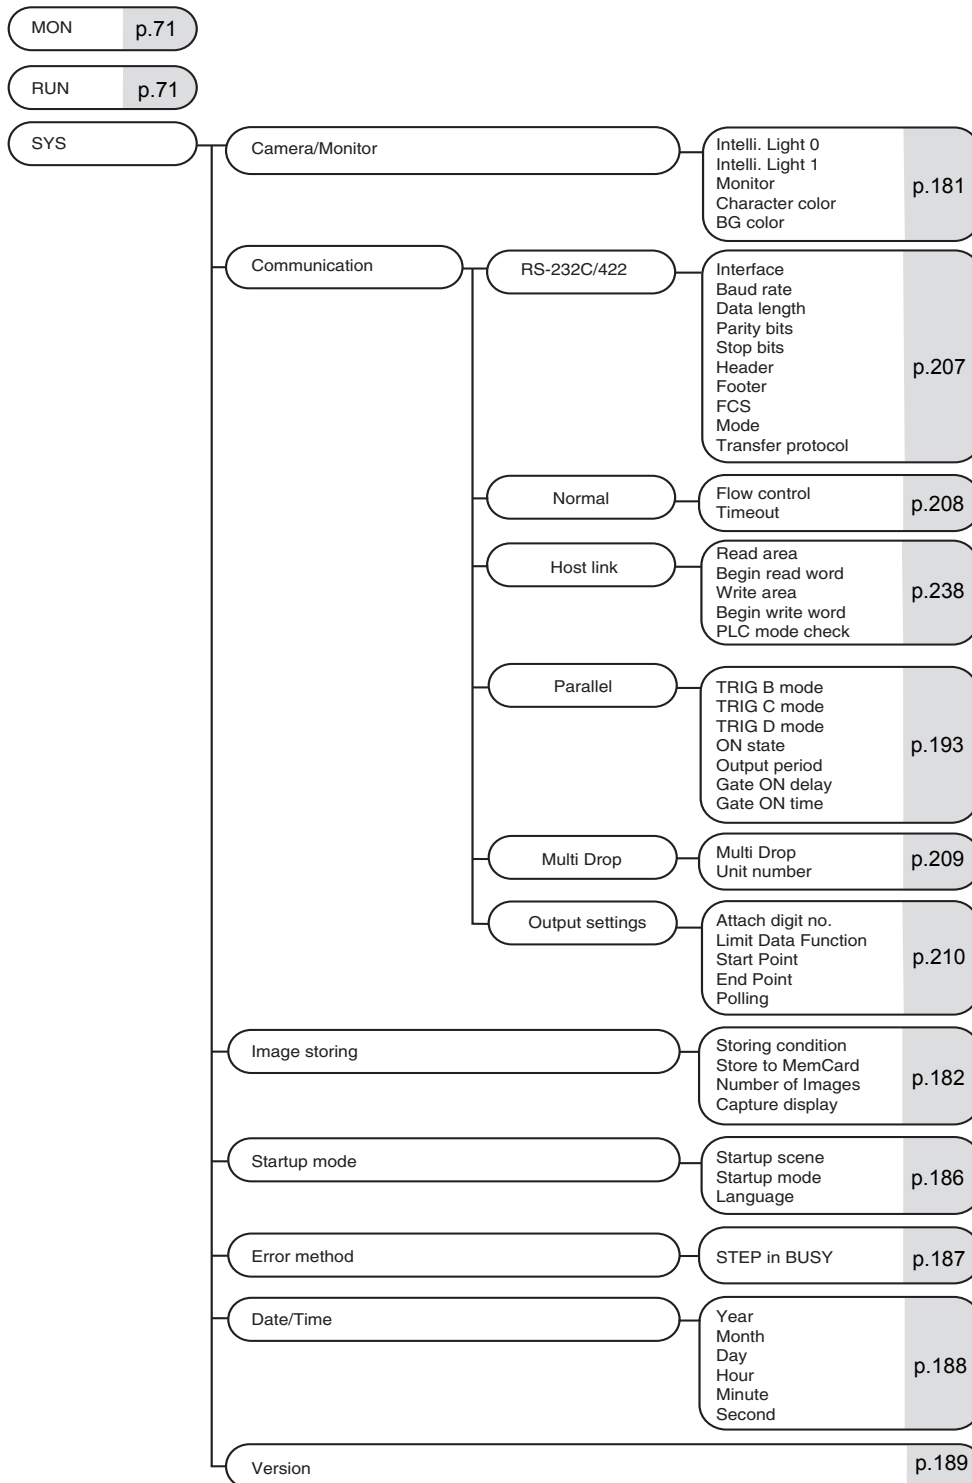 MON p.71
RUN p.71
SYS
Camera/Monitor
Intelli. Light 0
Intelli. Light 1
Monitor
Character color
BG color
p.181
Communication
RS-232C/422
Interface
Baud rate
Data length
Parity bits
Stop bits
Header
Footer
FCS
Mode
Transfer protocol
p.207
Normal
Flow control
Timeout
p.208
Host link
Read area
Begin read word
Write area
Begin write word
PLC mode check
p.238
Parallel
TRIG B mode
TRIG C mode
TRIG D mode
ON state
Output period
Gate ON delay
Gate ON time
p.193
Multi Drop
Multi Drop
Unit number
p.209
Output settings
Attach digit no.
Limit Data Function
Start Point
End Point
Polling
p.210
Image storing
Storing condition
Store to MemCard
Number of Images
Capture display
p.182
Startup mode
Startup scene
Startup mode
Language
p.186
Error method
STEP in BUSY
p.187
Date/Time
Year
Month
Day
Hour
Minute
Second
p.188
Version
p.189